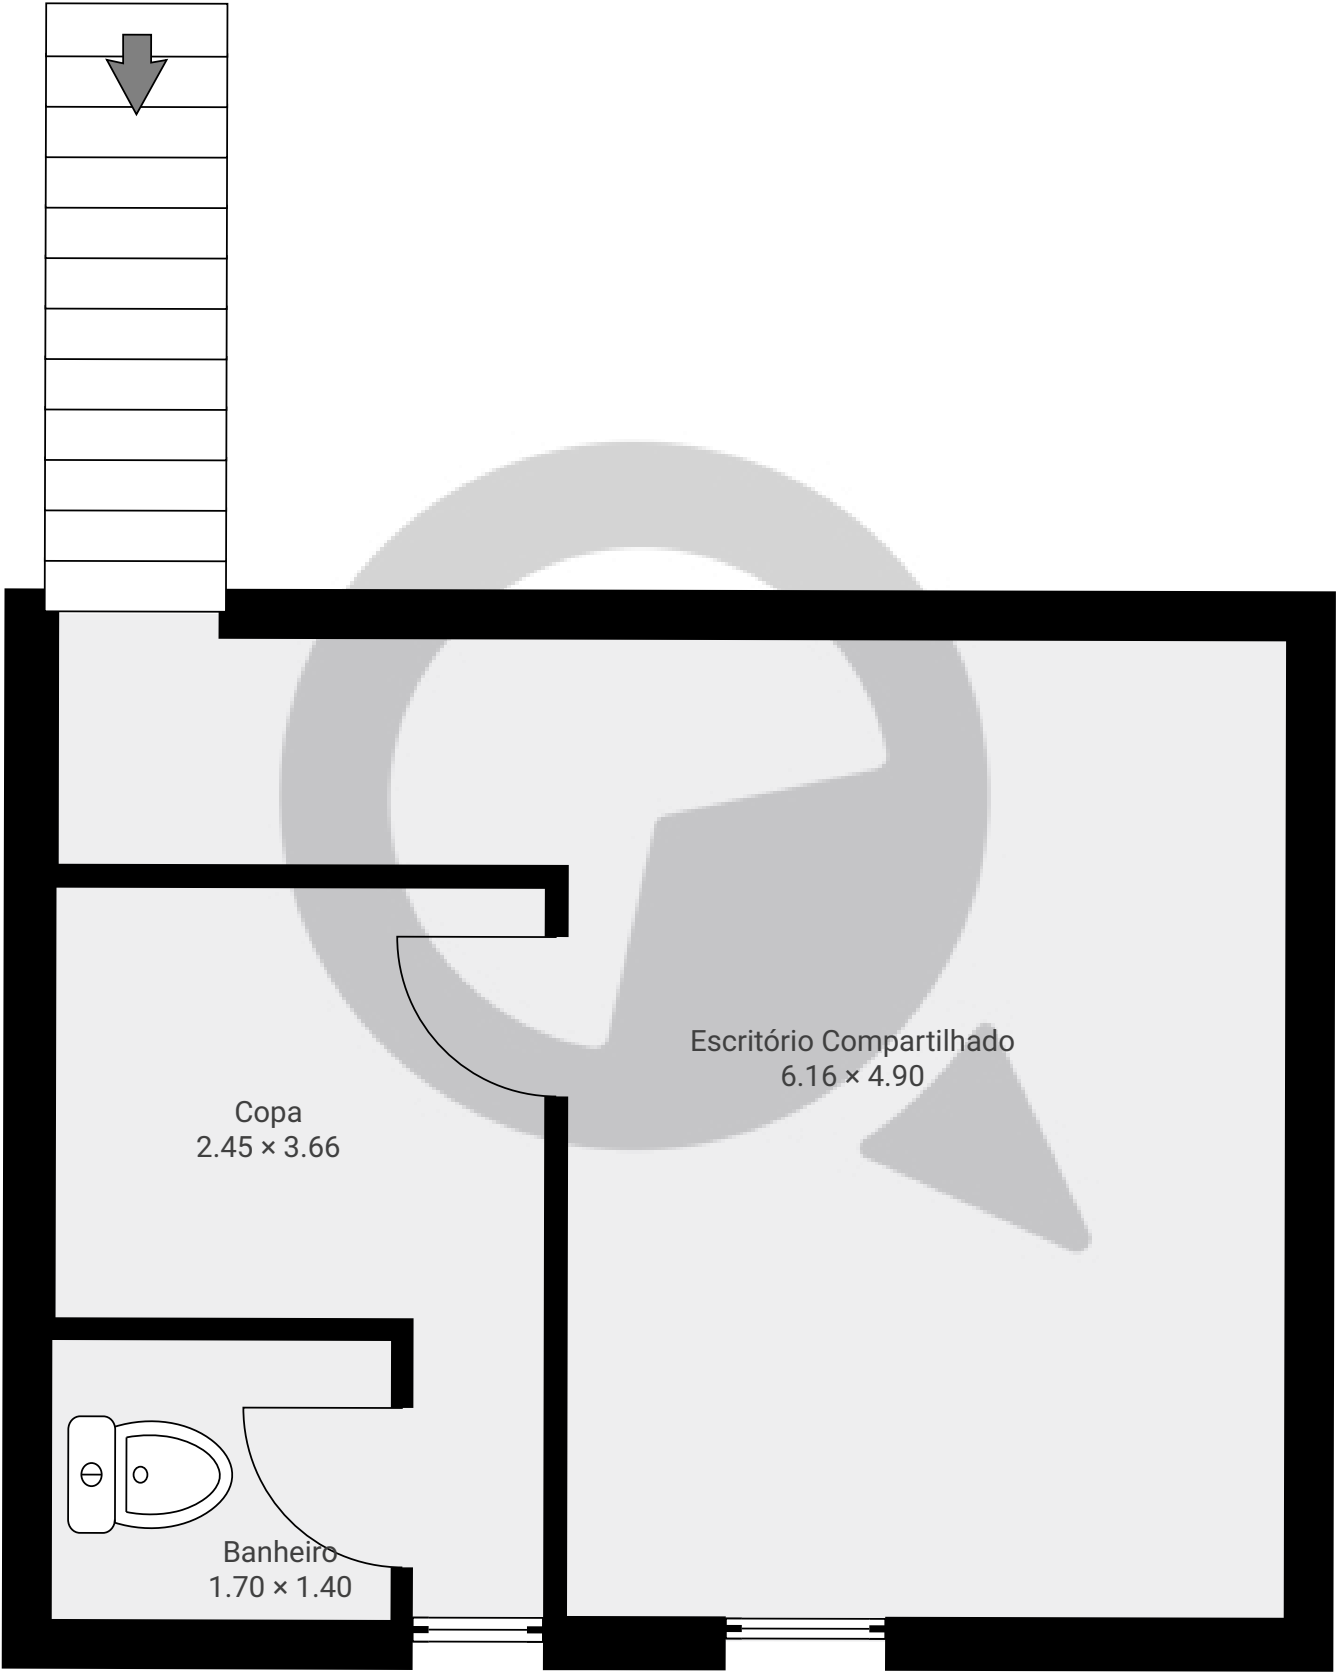 Escritório Compartilhado
6.16 × 4.90
Copa
2.45 × 3.66
Banheiro
1.70 × 1.40